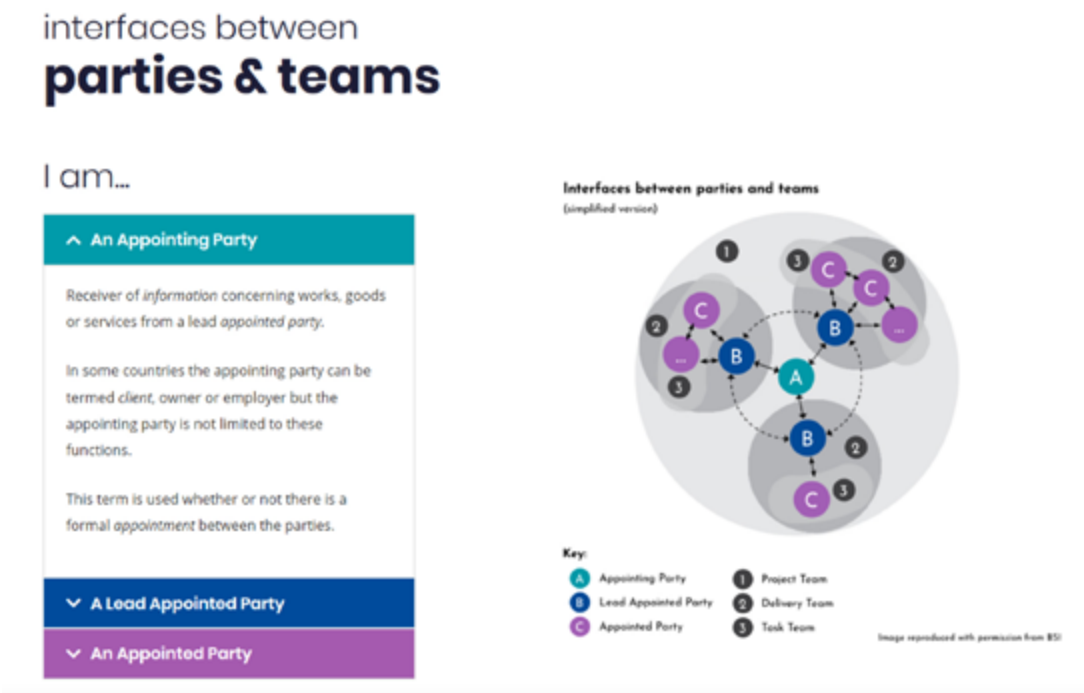 interfaces between
parties & teams
I am...
An Appointing Party
Receiver of information concerning works, goods
or services from a lead appointed party.
In some countries the appointing party can be
termed client, owner or employer but the
appointing party is not limited to these
functions.
This term is used whether or not there is a
formal appointment between the parties.
A Lead Appointed Party
An Appointed Party
Interfaces between parties and teams
(simplified version)
1
3
C
2
C
C
2
B
...
...
B
3
A
B
2
C
3
Key:
A Appointing Party
1 Project Team
B Lead Appointed Party
2 Delivery Team
C Appointed Party
3 Task Team
Image reproduced with permission from BSI